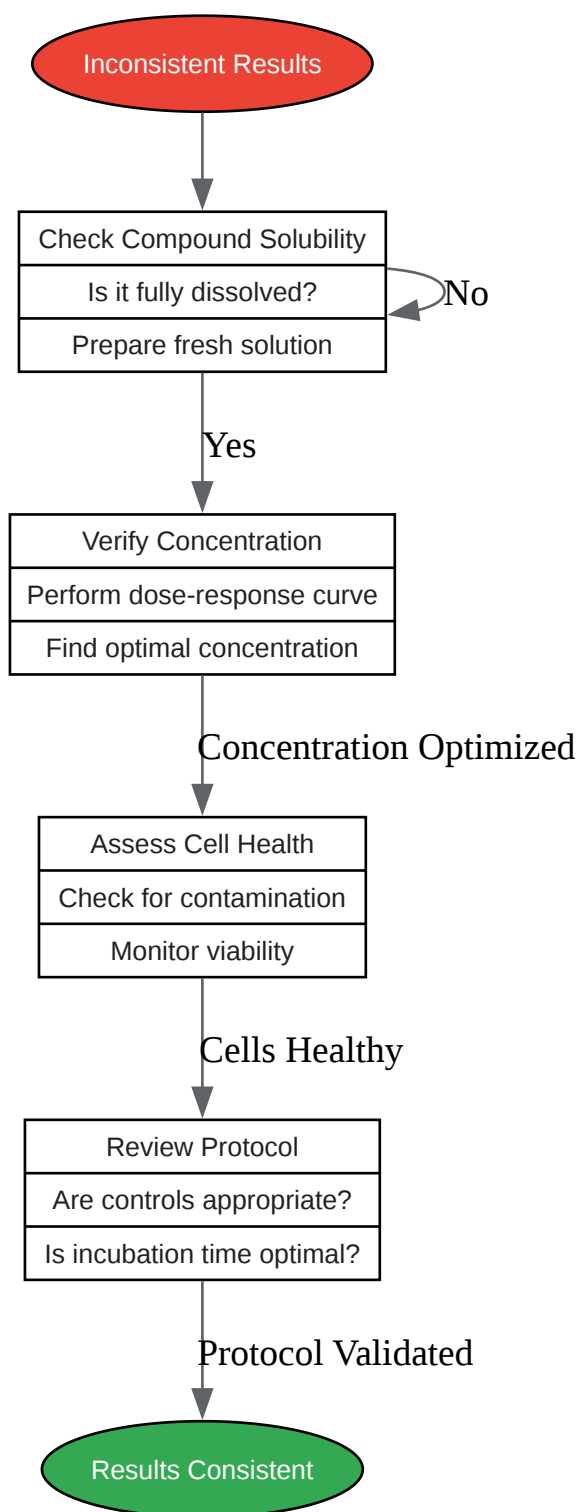 Inconsistent Results
Check Compound Solubility
Is it fully dissolved?
No
Prepare fresh solution
Yes
Verify Concentration
Perform dose-response curve
Find optimal concentration
Concentration Optimized
Assess Cell Health
Check for contamination
Monitor viability
Cells Healthy
Review Protocol
Are controls appropriate?
Is incubation time optimal?
Protocol Validated
Results Consistent